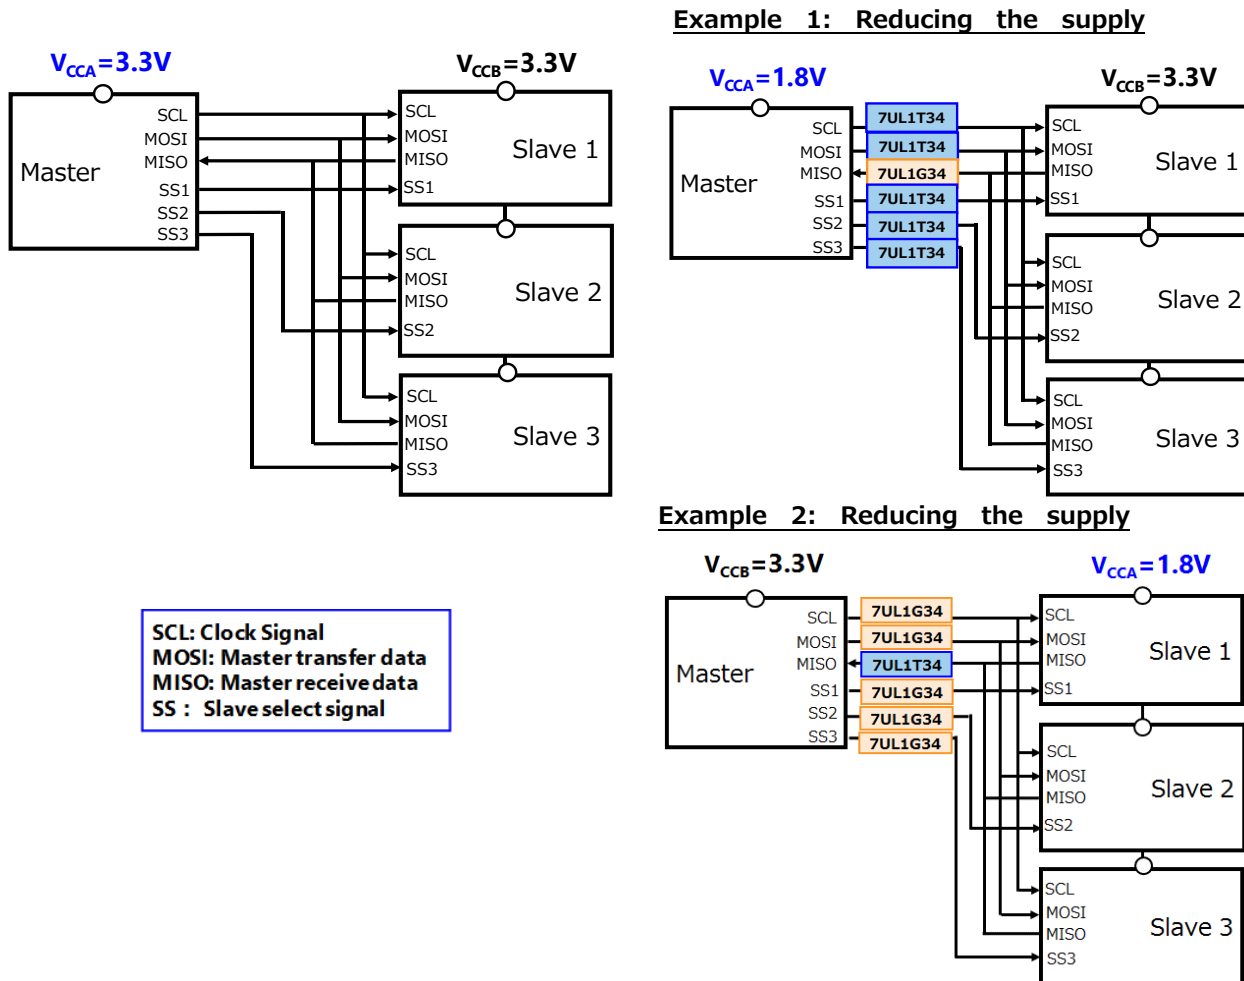 VCCA=3.3V
VCCB=3.3V
Master
SCL
MOSI
MISO
SS1
SS2
SS3
SCL
MOSI
MISO
SS1
Slave 1
SCL
MOSI
MISO
SS2
Slave 2
SCL
MOSI
MISO
SS3
Slave 3
SCL: Clock Signal
MOSI: Master transfer data
MISO: Master receive data
SS : Slave select signal
Example 1: Reducing the supply
VCCA=1.8V
VCCB=3.3V
Master
SCL
MOSI
MISO
SS1
SS2
SS3
7UL1T34
7UL1T34
7UL1G34
7UL1T34
7UL1T34
7UL1T34
SCL
MOSI
MISO
SS1
Slave 1
SCL
MOSI
MISO
SS2
Slave 2
SCL
MOSI
MISO
SS3
Slave 3
Example 2: Reducing the supply
VCCB=3.3V
VCCA=1.8V
Master
SCL
MOSI
MISO
SS1
SS2
SS3
7UL1G34
7UL1G34
7UL1T34
7UL1G34
7UL1G34
7UL1G34
SCL
MOSI
MISO
SS1
Slave 1
SCL
MOSI
MISO
SS2
Slave 2
SCL
MOSI
MISO
SS3
Slave 3